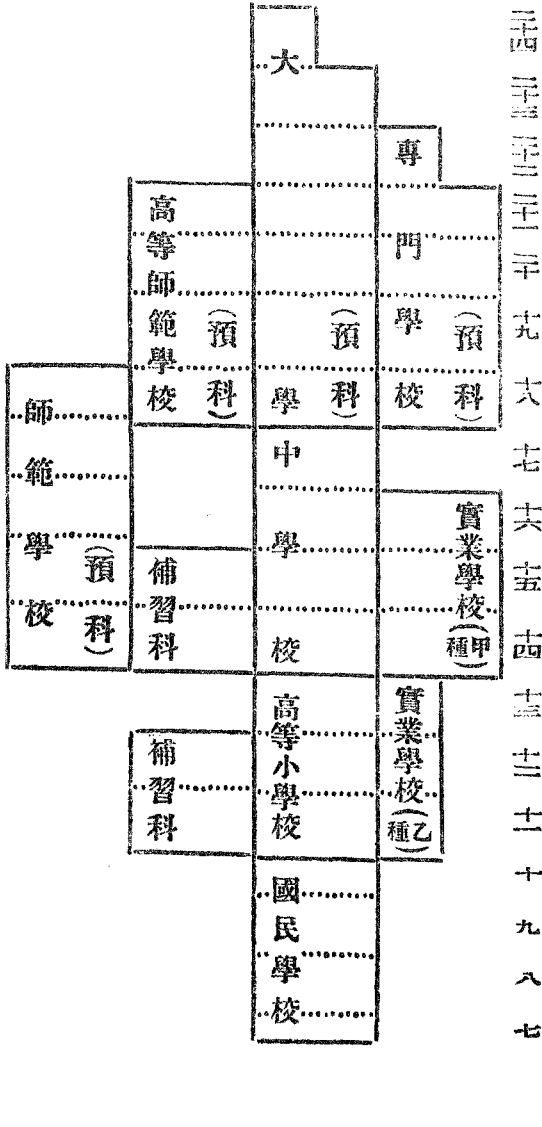 二十四
二十三
二十二
二十一
二十
十九
十八
十七
十六
十五
十四
十三
十二
十一
十
九
八
七
專門學校
(預科)
實業學校(甲種)
實業學校(乙種)
大學
(預科)
中學校
高等小學校
國民學校
高等師範學校
(預科)
補習科
補習科
師範學校
(預科)